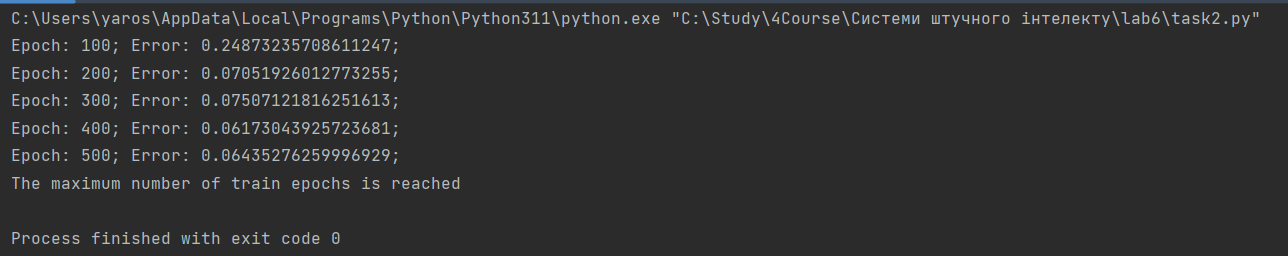 C:\Users\yaros\AppData\Local\Programs\Python\Python311\python.exe "C:\Study\4Course\Системи штучного інтелекту\lab6\task2.py"
Epoch: 100; Error: 0.24873235708611247;
Epoch: 200; Error: 0.07051926012773255;
Epoch: 300; Error: 0.07507121816251613;
Epoch: 400; Error: 0.06173043925723681;
Epoch: 500; Error: 0.06435276259996929;
The maximum number of train epochs is reached
Process finished with exit code 0